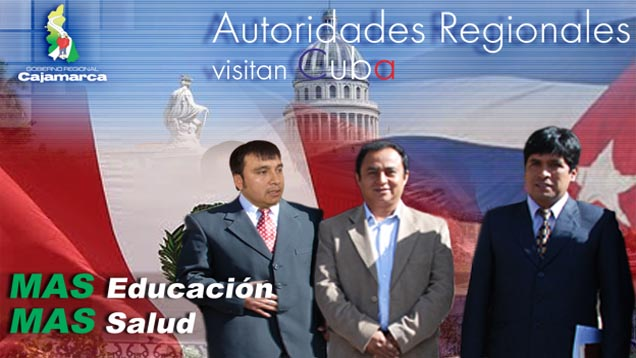 GOBIERNO REGIONAL
Cajamarca
Autoridades Regionales
visitan Cuba
MAS Educación
MAS Salud